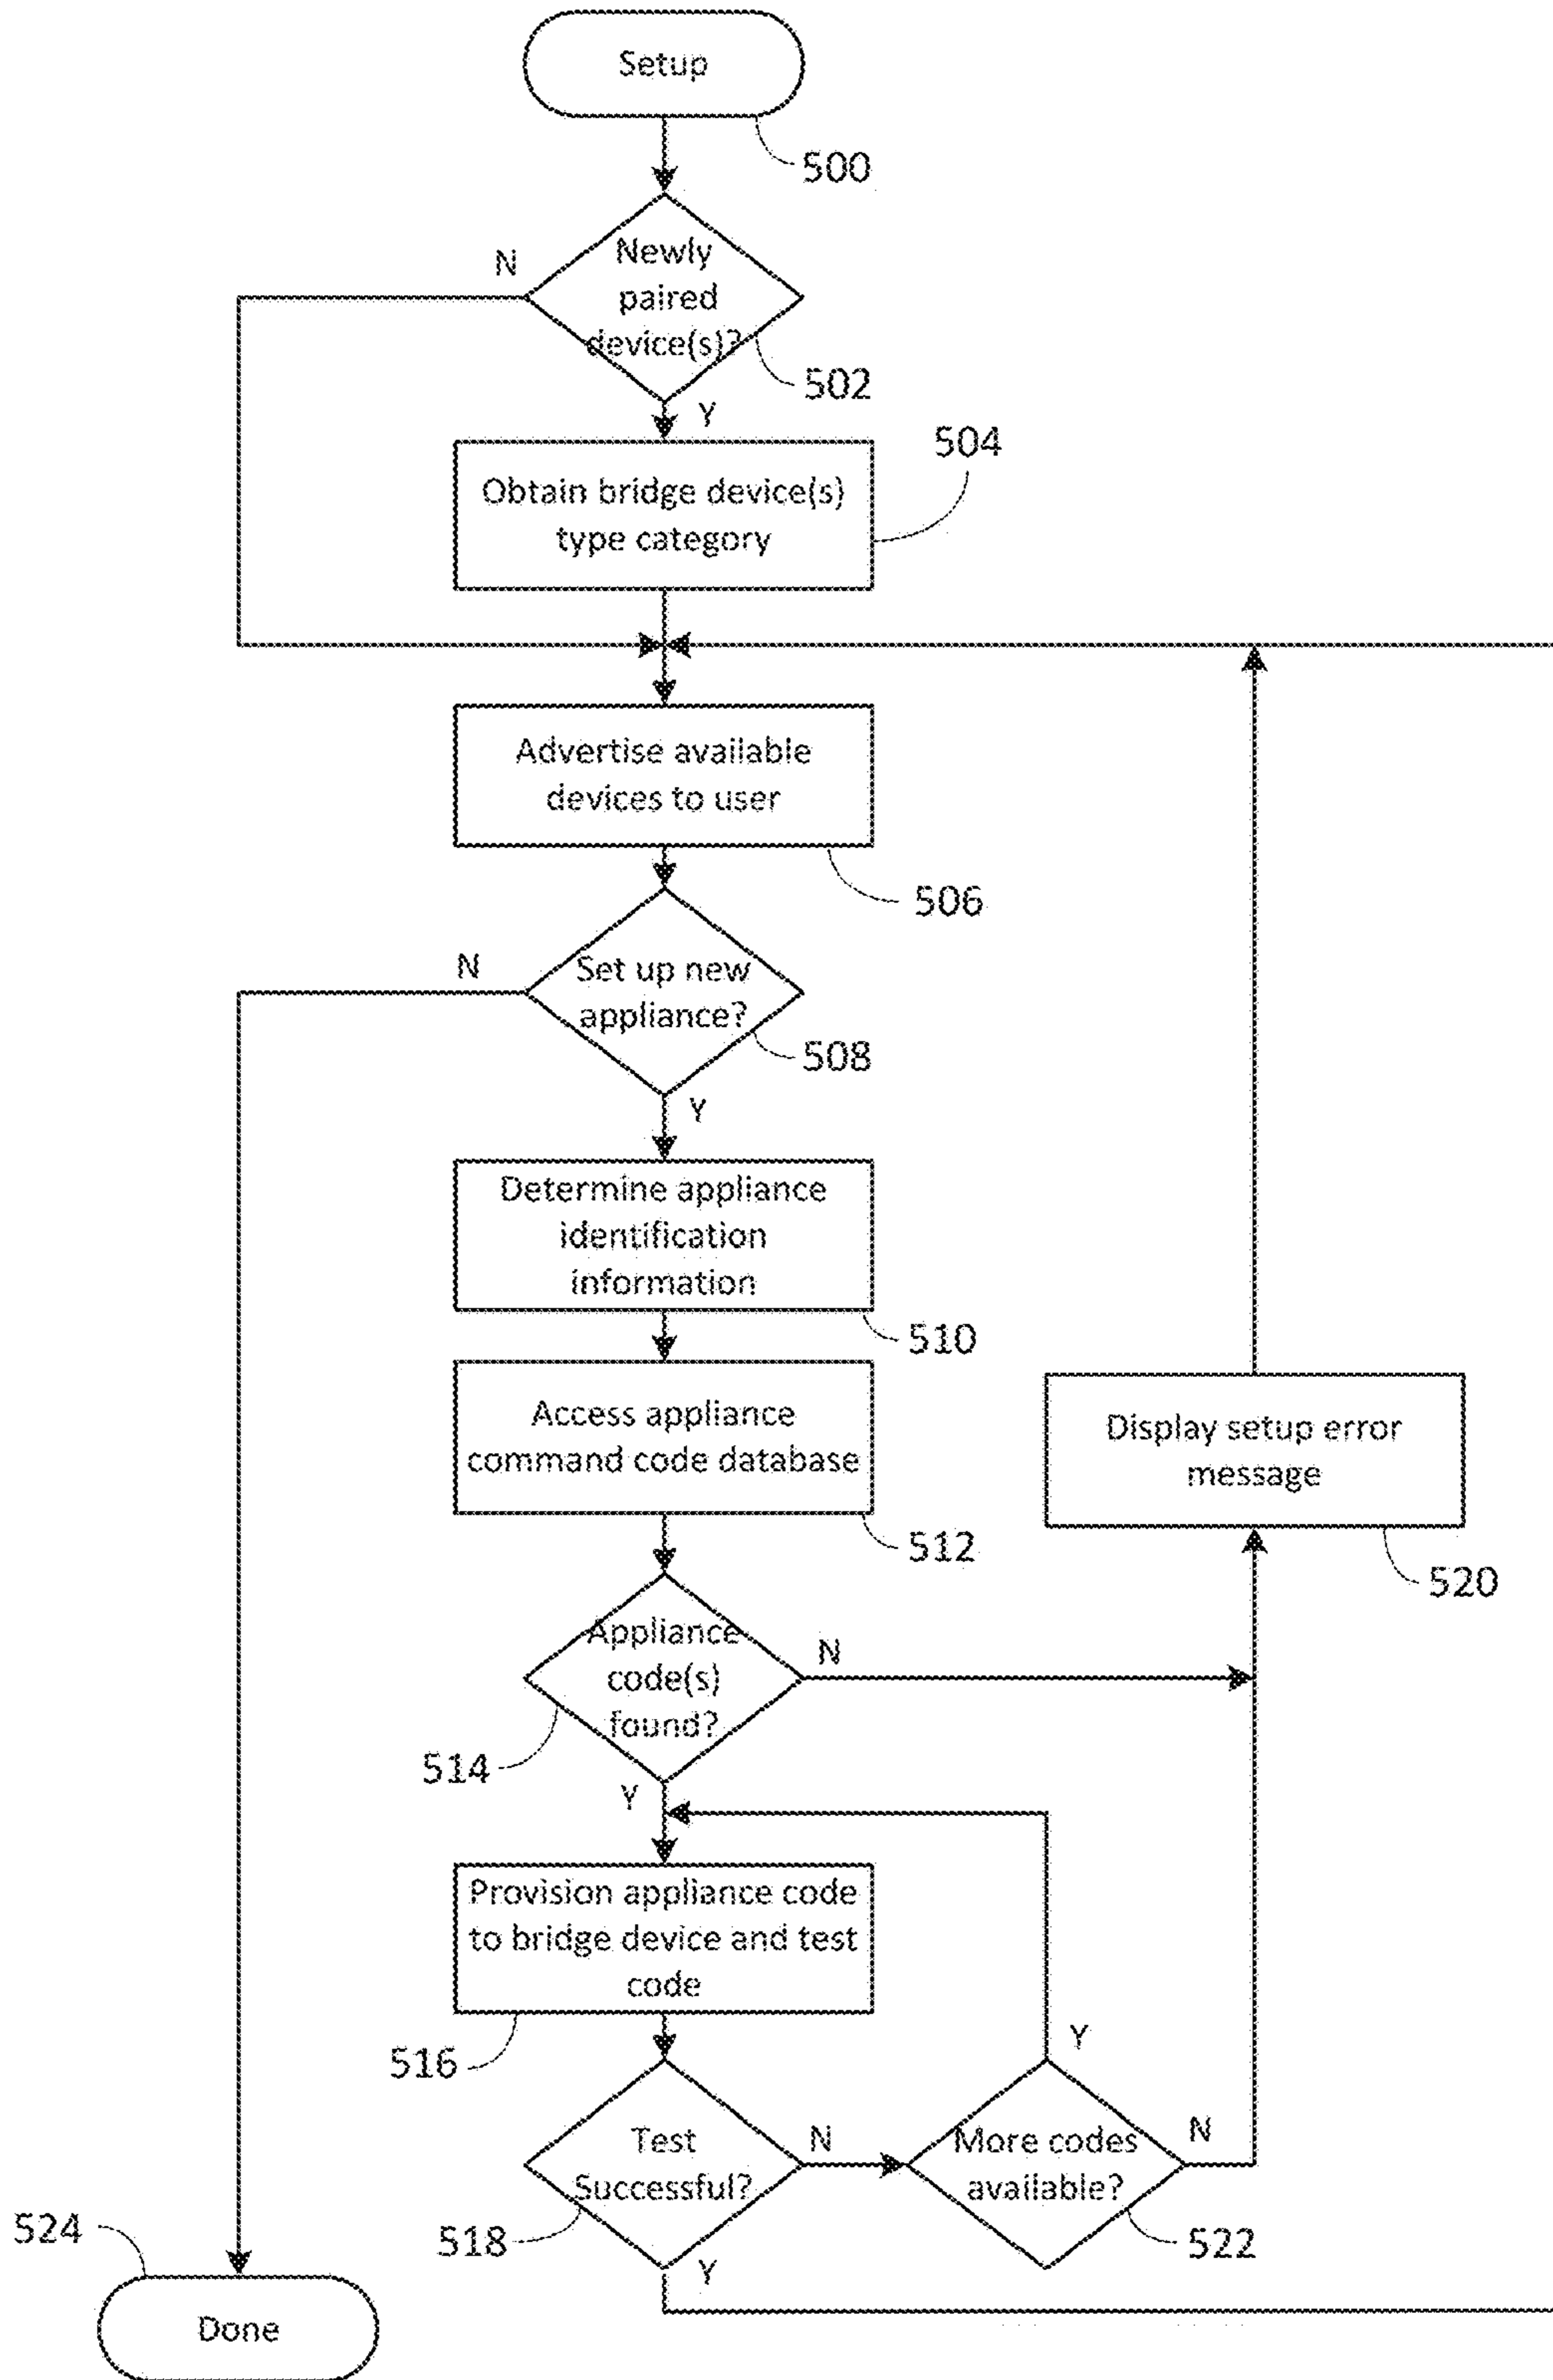 Setup
500
N
Newly
paired
device(s)?
502
Y
504
Obtain bridge device(s)
type category
Advertise available
devices to user
506
N
Set up new
appliance?
508
Y
Determine appliance
identification
information
510
Access appliance
command code database
512
Display setup error
message
520
Appliance
code(s)
found?
N
514
Y
Provision appliance code
to bridge device and test
code
516
Y
Test
Successful?
N
More codes
available?
N
518
522
Y
524
Done